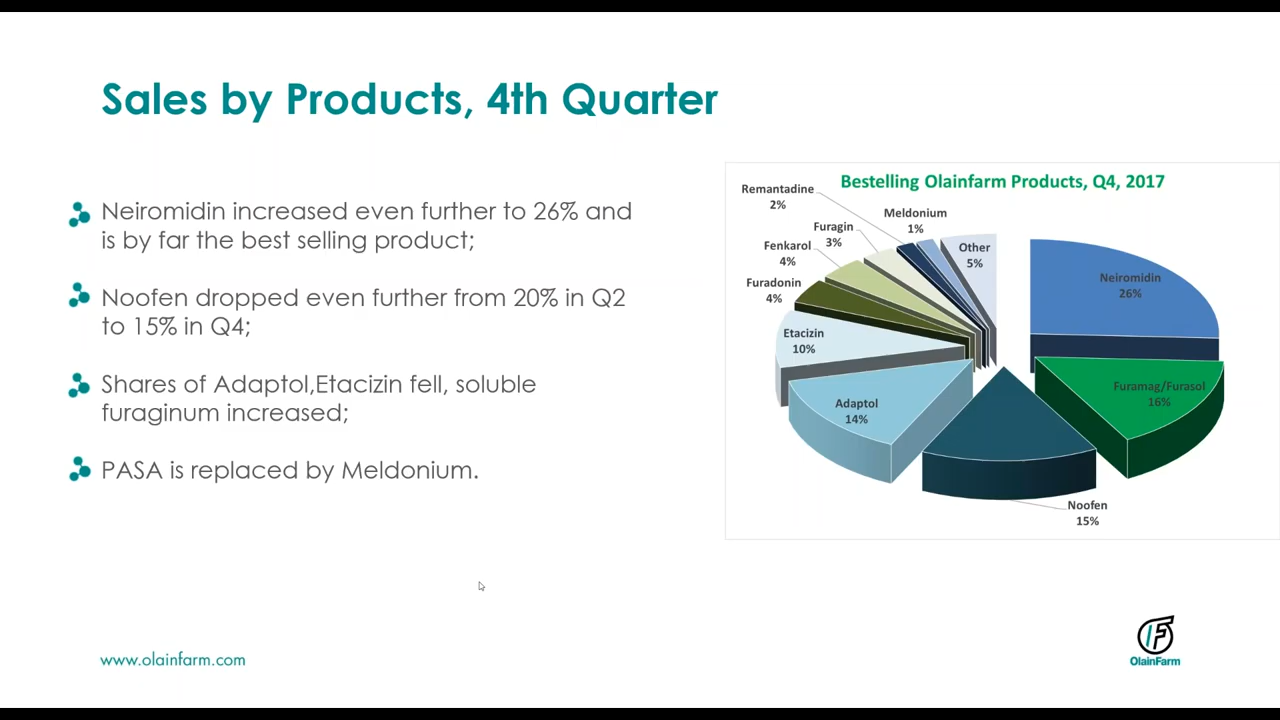 Sales by Products, 4th Quarter
Neiromidin increased even further to 26% and
is by far the best selling product;
Noofen dropped even further from 20% in Q2
to 15% in Q4;
Shares of Adaptol,Etacizin fell, soluble
furaginum increased;
PASA is replaced by Meldonium.
Bestelling Olainfarm Products, Q4, 2017
Remantadine
2%
Meldonium
1%
Furagin
3%
Other
5%
Fenkarol
4%
Furadonin
4%
Neiromidin
26%
Etacizin
10%
Furamag/Furasol
16%
Adaptol
14%
Noofen
15%
www.olainfarm.com
OlainFarm